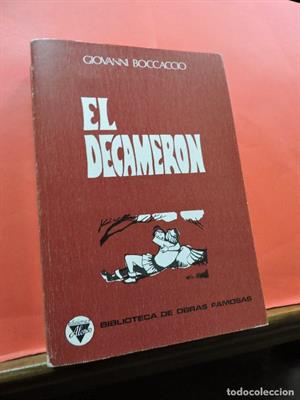 GIOVANNI BOCCACCIO
EL
DECAMERON
BIBLIOTECA DE OBRAS FAMOSAS
todocoleccion